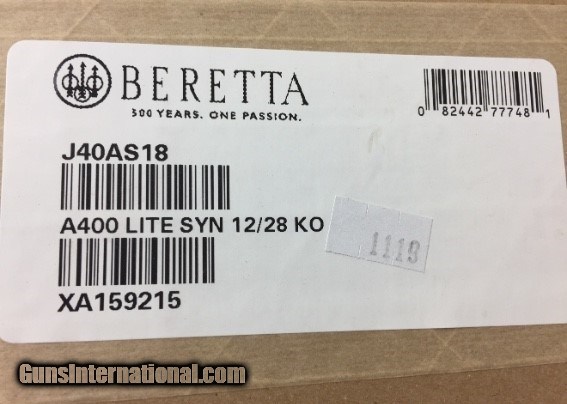 BERETTA
500 YEARS. ONE PASSION.
0 82442 77748 1
J40AS18
A400 LITE SYN 12/28 KO
1119
XA159215
GunsInternational.com